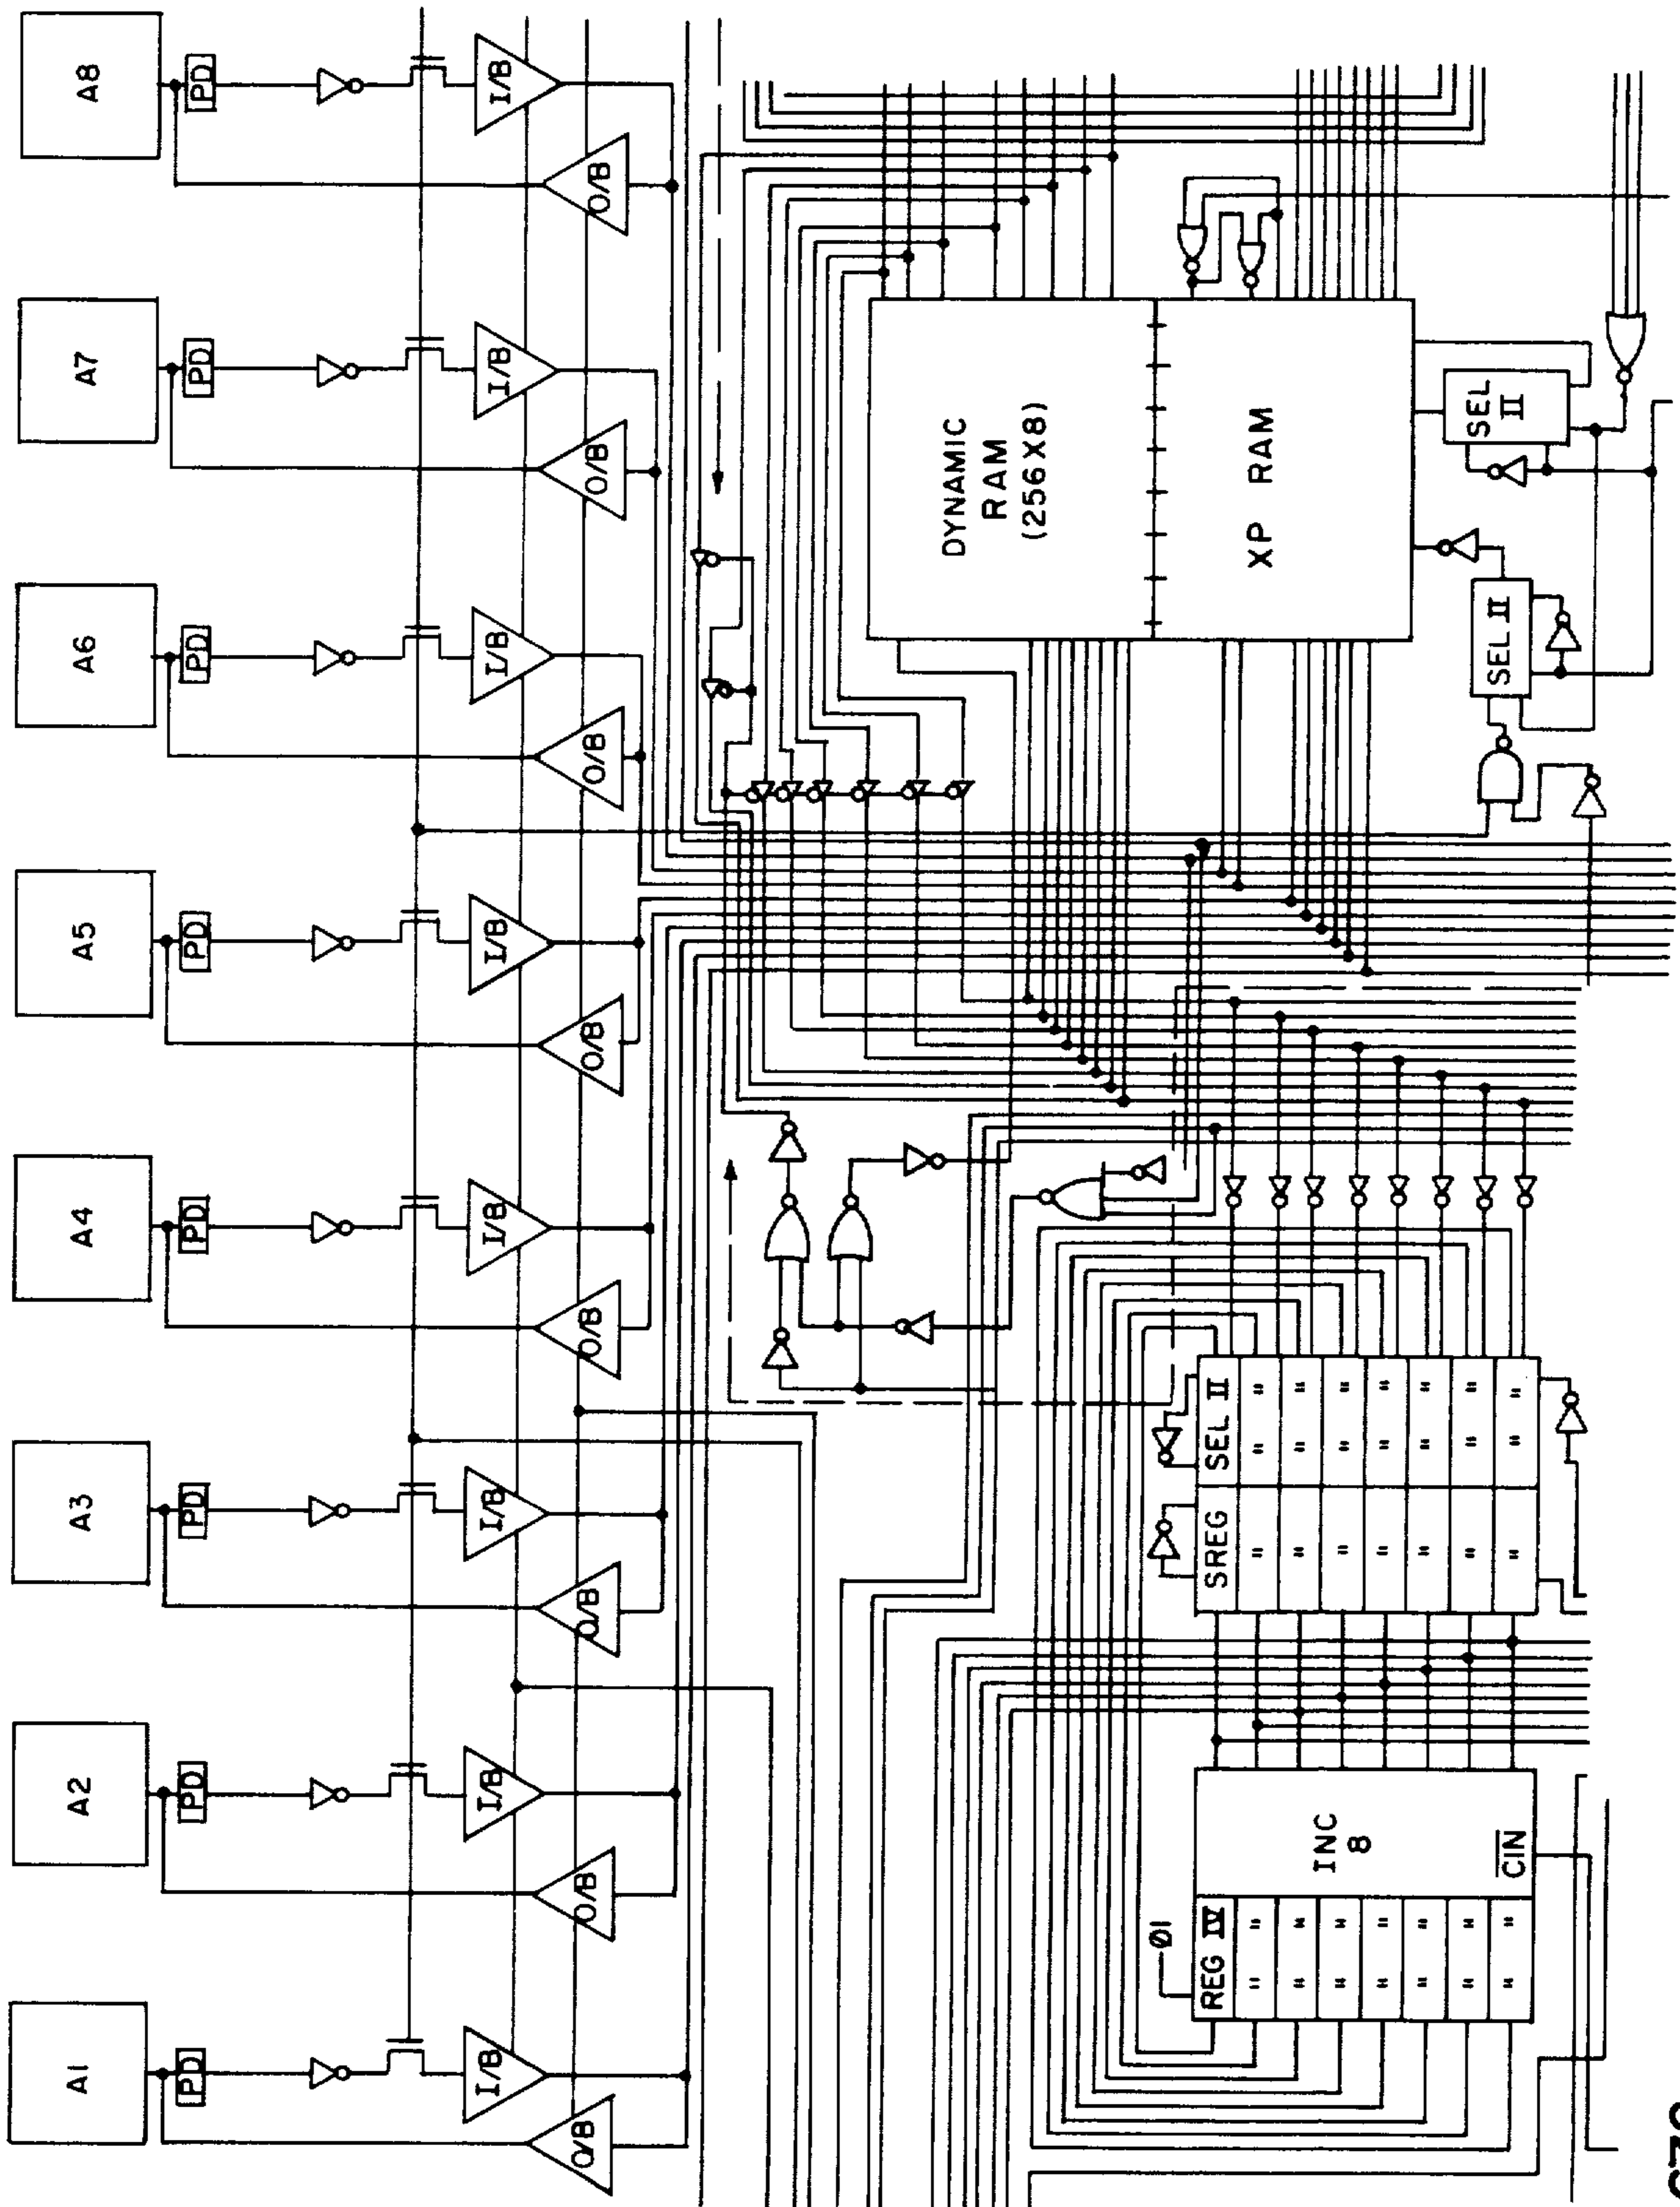 A1 A2 A3 A4 A5 A6 A7 A8
PD PD PD PD PD PD PD PD
I/B I/B I/B I/B I/B I/B I/B I/B
O/B O/B O/B O/B O/B O/B O/B O/B
DYNAMIC
RAM
(256X8)
Ø1
REG IV
" "
" "
" "
" "
" "
" "
" "
INC
8
C̅I̅N̅
SREG SEL II
" " "
" " "
" " "
" " "
" " "
" " "
" " "
XP RAM
SEL II
SEL
II